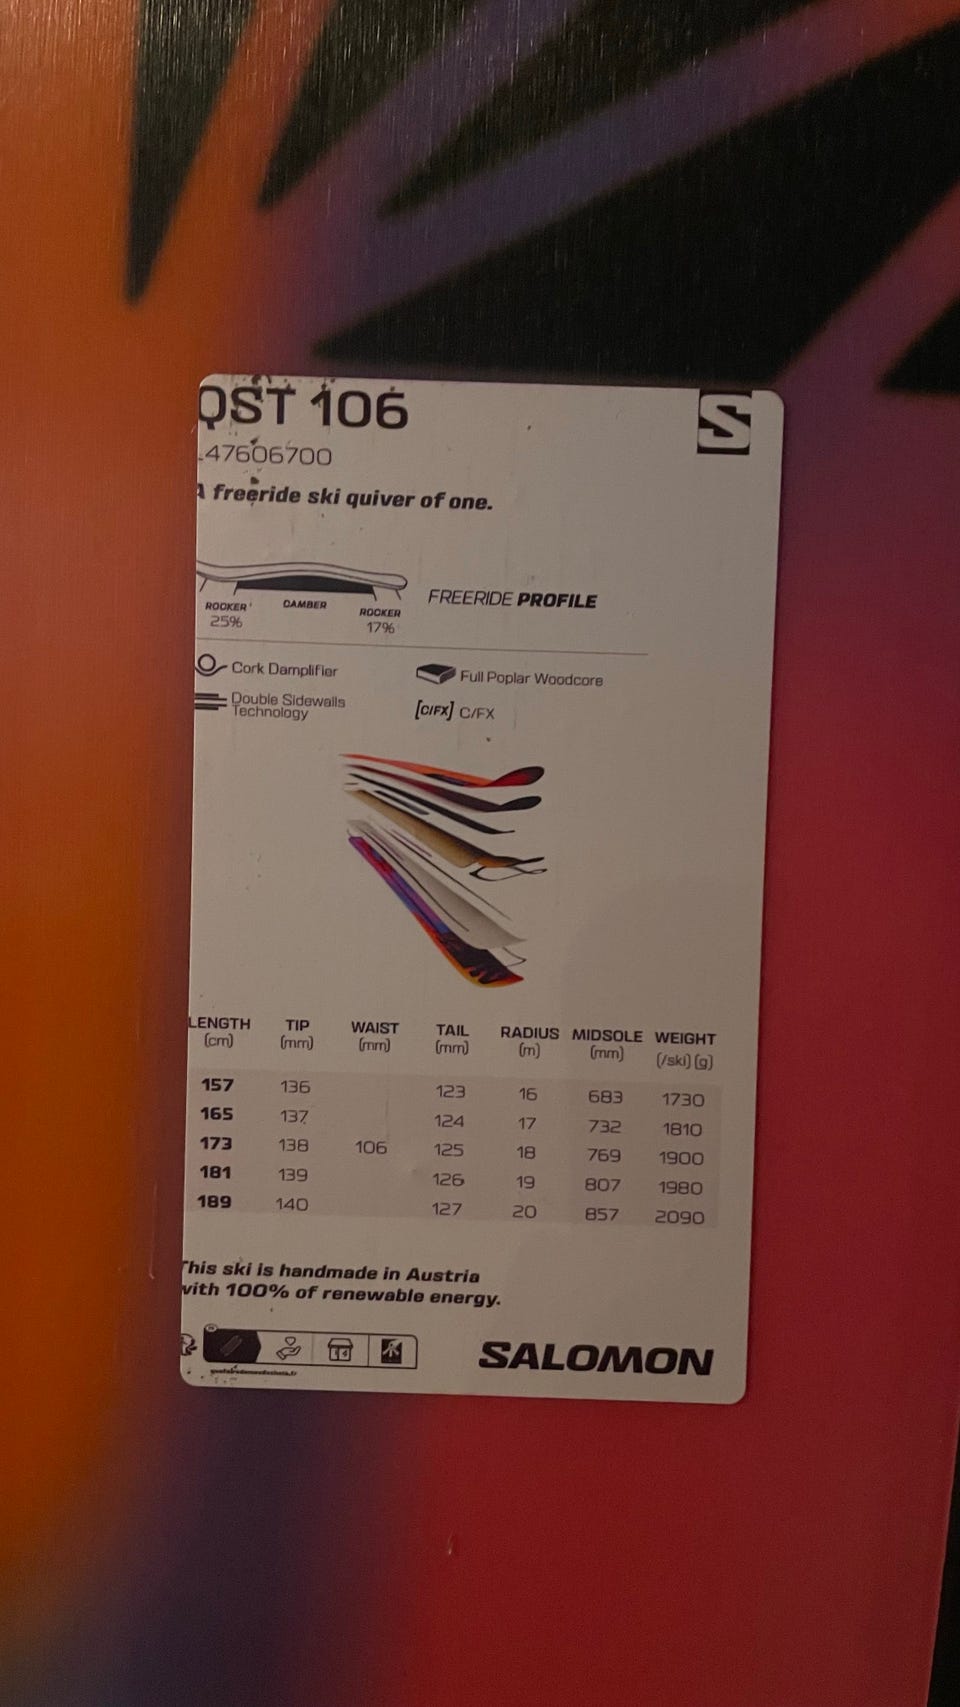 QST 106
47606700
A freeride ski quiver of one.
ROCKER
25%
CAMBER
ROCKER
17%
FREERIDE PROFILE
Cork Damplifier
Full Poplar Woodcore
Double Sidewalls
Technology
[C/FX] C/FX
LENGTH TIP WAIST TAIL RADIUS MIDSOLE WEIGHT
(cm) (mm) (mm) (mm) (m) (mm) (/ski) (g)
157 136 123 16 683 1730
165 137 124 17 732 1810
173 138 106 125 18 769 1900
181 139 126 19 807 1980
189 140 127 20 857 2090
This ski is handmade in Austria
with 100% of renewable energy.
SALOMON